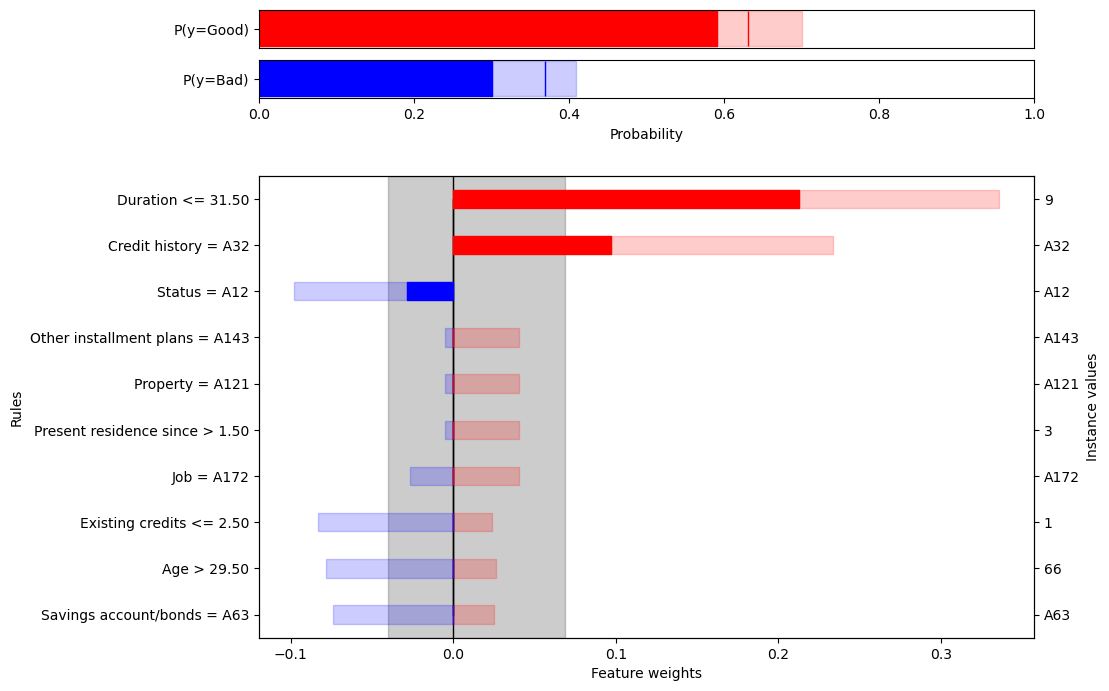 P(y=Good)
P(y=Bad)
0.0 0.2 0.4 0.6 0.8 1.0
Probability
Rules
Duration <= 31.50 9
Credit history = A32 A32
Status = A12 A12
Other installment plans = A143 A143
Property = A121 A121
Present residence since > 1.50 3
Job = A172 A172
Existing credits <= 2.50 1
Age > 29.50 66
Savings account/bonds = A63 A63
Instance values
−0.1 0.0 0.1 0.2 0.3
Feature weights